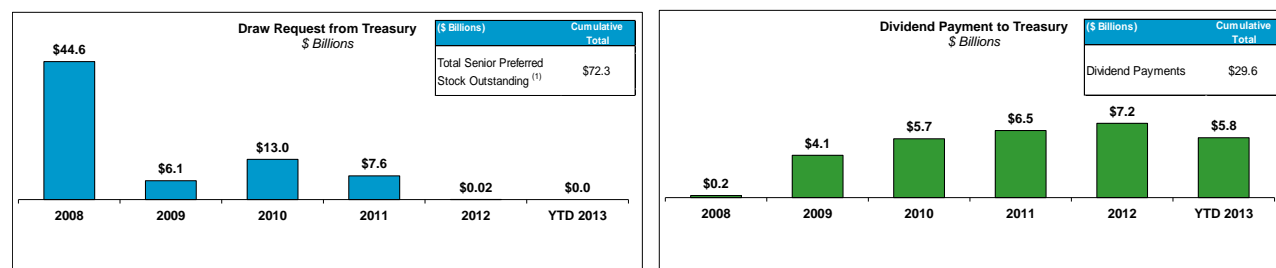 Draw Request from Treasury
$ Billions
($ Billions) Cumulative Total
Total Senior Preferred Stock Outstanding (1) $72.3
$44.6
$6.1
$13.0
$7.6
$0.02
$0.0
2008 2009 2010 2011 2012 YTD 2013
Dividend Payment to Treasury
$ Billions
($ Billions) Cumulative Total
Dividend Payments $29.6
$0.2
$4.1
$5.7
$6.5
$7.2
$5.8
2008 2009 2010 2011 2012 YTD 2013